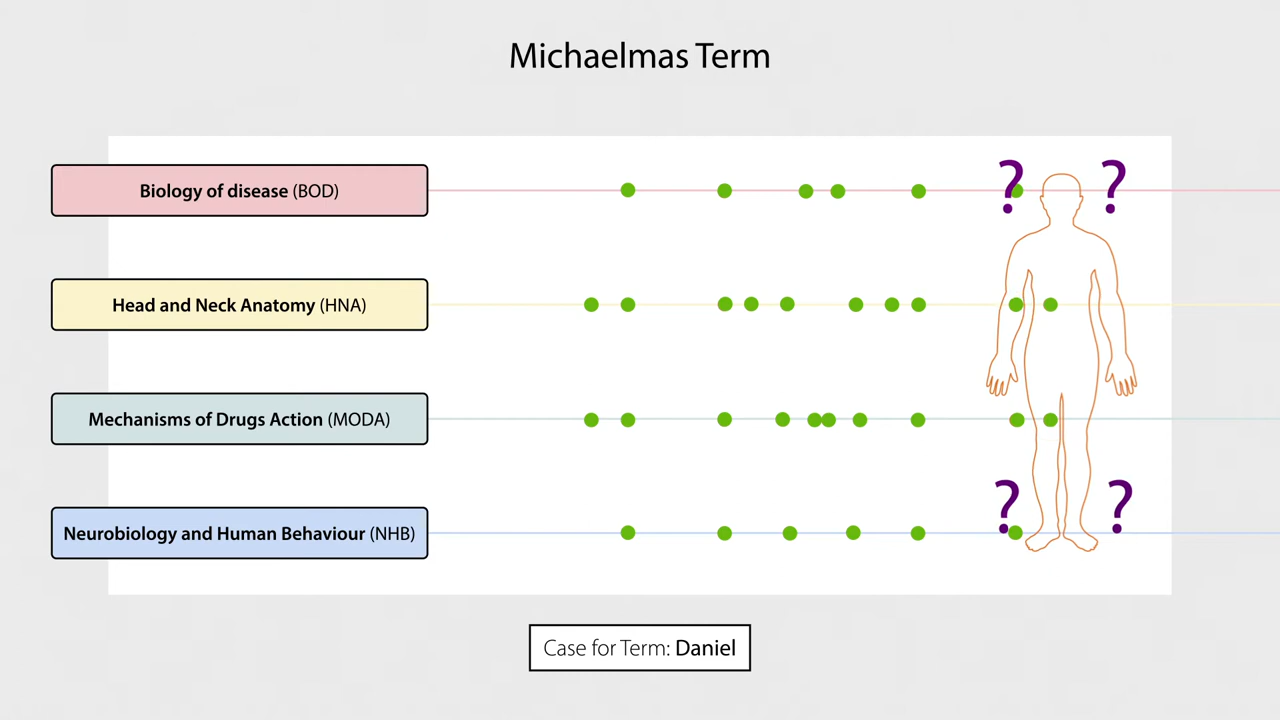 Michaelmas Term
Biology of disease (BOD)
? ?
Head and Neck Anatomy (HNA)
Mechanisms of Drugs Action (MODA)
? ?
Neurobiology and Human Behaviour (NHB)
Case for Term: Daniel